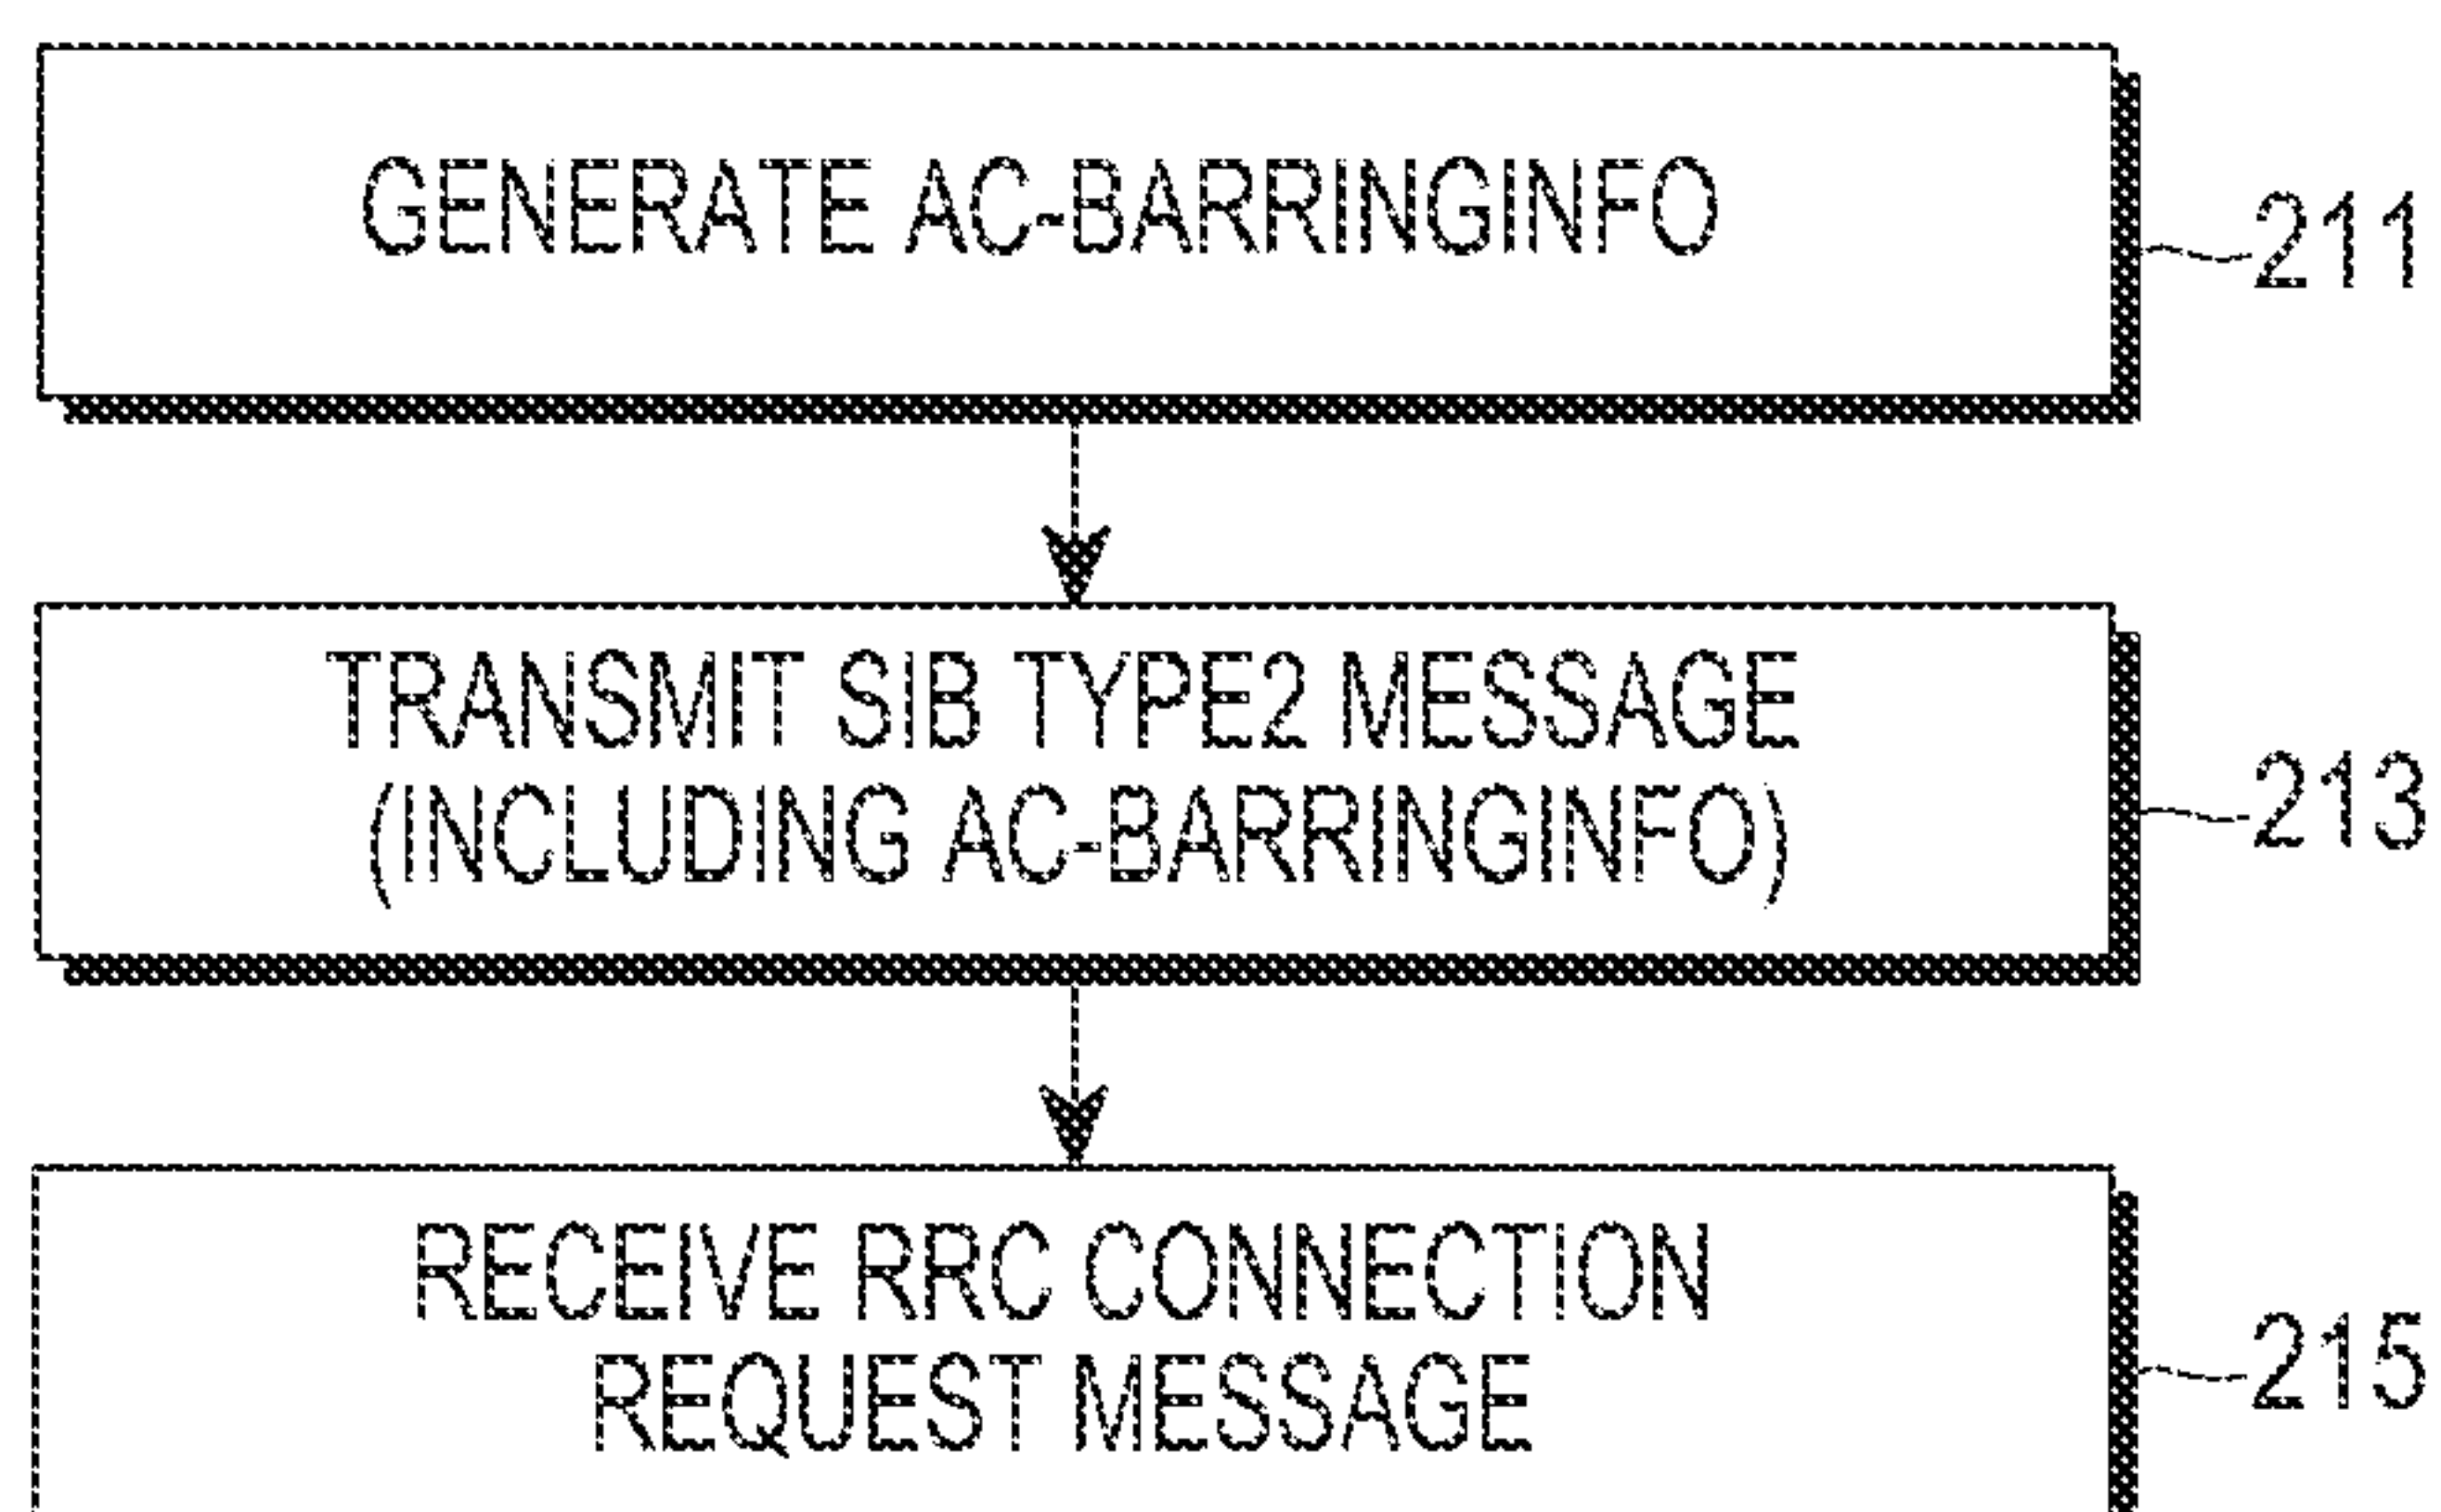 GENERATE AC-BARRINGINFO
211
TRANSMIT SIB TYPE2 MESSAGE
(INCLUDING AC-BARRINGINFO)
213
RECEIVE RRC CONNECTION
REQUEST MESSAGE
215